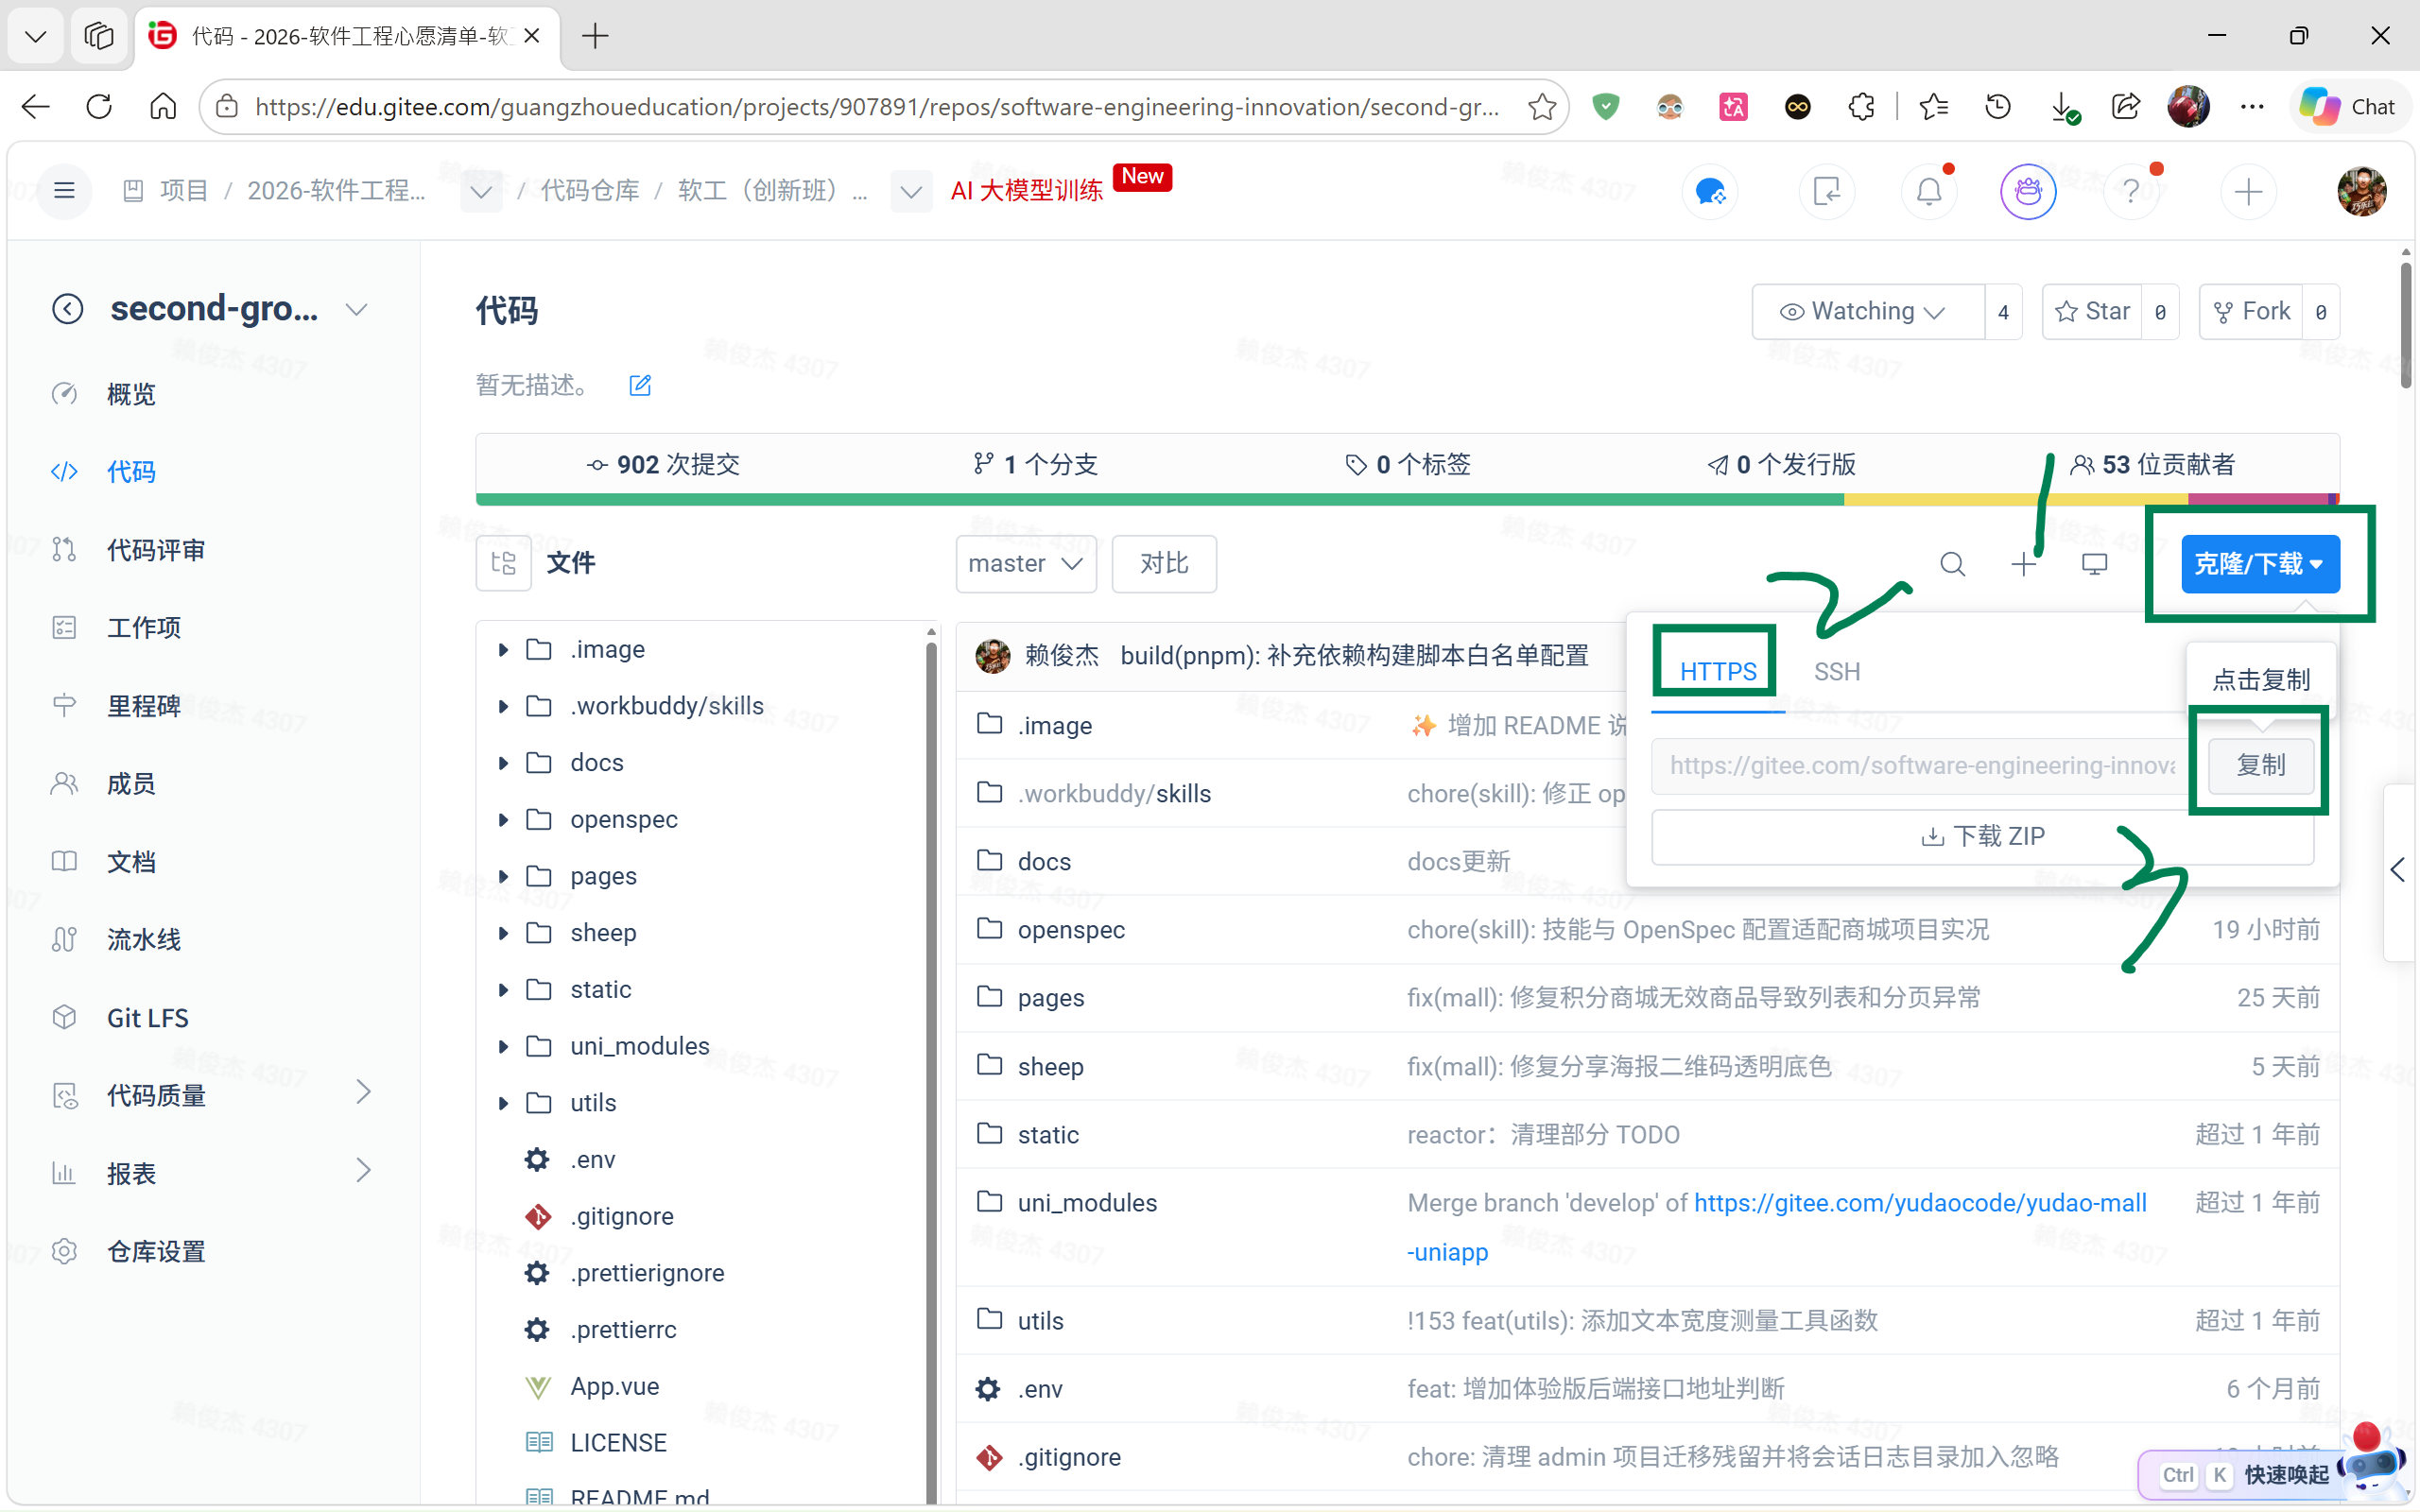 代码 - 2026-软件工程心愿清单-软
https://edu.gitee.com/guangzhoueducation/projects/907891/repos/software-engineering-innovation/second-gr...
Chat
项目 / 2026-软件工程... / 代码仓库 / 软工（创新班）... AI 大模型训练 New
second-gro...
概览
代码
代码评审
工作项
里程碑
成员
文档
流水线
Git LFS
代码质量
报表
仓库设置
代码
Watching 4 Star 0 Fork 0
暂无描述。
902 次提交 1 个分支 0 个标签 0 个发行版 53 位贡献者
文件
master 对比 克隆/下载
1
2
3
HTTPS SSH
点击复制
https://gitee.com/software-engineering-innova
复制
下载 ZIP
.image
.workbuddy/skills
docs
openspec
pages
sheep
static
uni_modules
utils
.env
.gitignore
.prettierignore
.prettierrc
App.vue
LICENSE
README.md
赖俊杰 build(pnpm): 补充依赖构建脚本白名单配置
.image ✨ 增加 README 说
.workbuddy/skills chore(skill): 修正 op
docs docs更新
openspec chore(skill): 技能与 OpenSpec 配置适配商城项目实况 19 小时前
pages fix(mall): 修复积分商城无效商品导致列表和分页异常 25 天前
sheep fix(mall): 修复分享海报二维码透明底色 5 天前
static reactor：清理部分 TODO 超过 1 年前
uni_modules Merge branch 'develop' of https://gitee.com/yudaocode/yudao-mall 超过 1 年前
-uniapp
utils !153 feat(utils): 添加文本宽度测量工具函数 超过 1 年前
.env feat: 增加体验版后端接口地址判断 6 个月前
.gitignore chore: 清理 admin 项目迁移残留并将会话日志目录加入忽略
Ctrl K 快速唤起
赖俊杰 4307